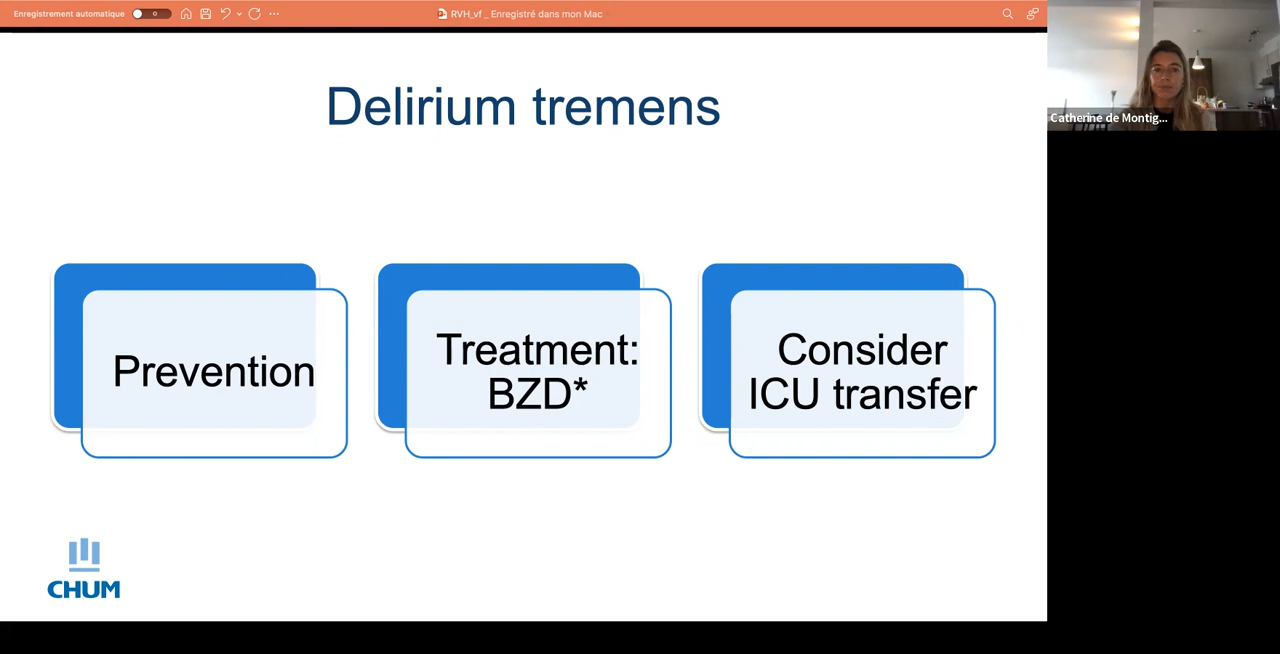 Enregistrement automatique
RVH_vf _ Enregistré dans mon Mac
Catherine de Montig...
Delirium tremens
Prevention
Treatment:
BZD*
Consider
ICU transfer
CHUM